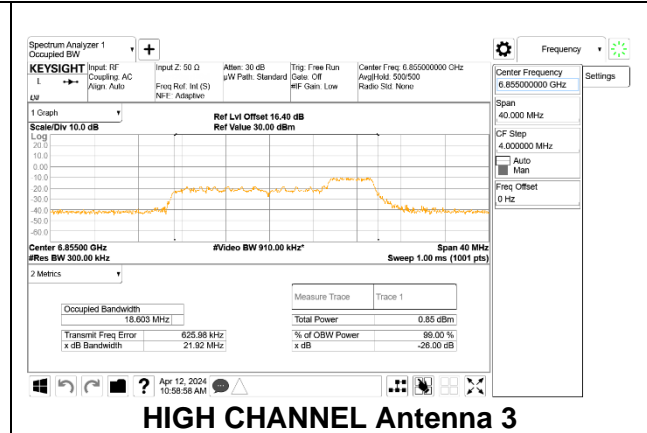 Spectrum Analyzer 1
Occupied BW
+
Frequency
KEYSIGHT Input: RF Input Z: 50 Ω Atten: 30 dB Trig: Free Run Center Freq: 6.855000000 GHz
Coupling: AC µW Path: Standard Gate: Off Avg|Hold: 500/500
Align: Auto Freq Ref: Int (S) #IF Gain: Low Radio Std: None
NFE: Adaptive
Center Frequency
6.855000000 GHz
Settings
Span
40.000 MHz
CF Step
4.000000 MHz
Auto
Man
Freq Offset
0 Hz
1 Graph
Ref Lvl Offset 16.40 dB
Scale/Div 10.0 dB Ref Value 30.00 dBm
Log
20.0
10.0
0.00
-10.0
-20.0
-30.0
-40.0
-50.0
-60.0
Center 6.85500 GHz #Video BW 910.00 kHz* Span 40 MHz
#Res BW 300.00 kHz Sweep 1.00 ms (1001 pts)
2 Metrics
Measure Trace Trace 1
Occupied Bandwidth
18.603 MHz Total Power 0.85 dBm
Transmit Freq Error 625.98 kHz % of OBW Power 99.00 %
x dB Bandwidth 21.92 MHz x dB -26.00 dB
? Apr 12, 2024
10:58:58 AM
HIGH CHANNEL Antenna 3